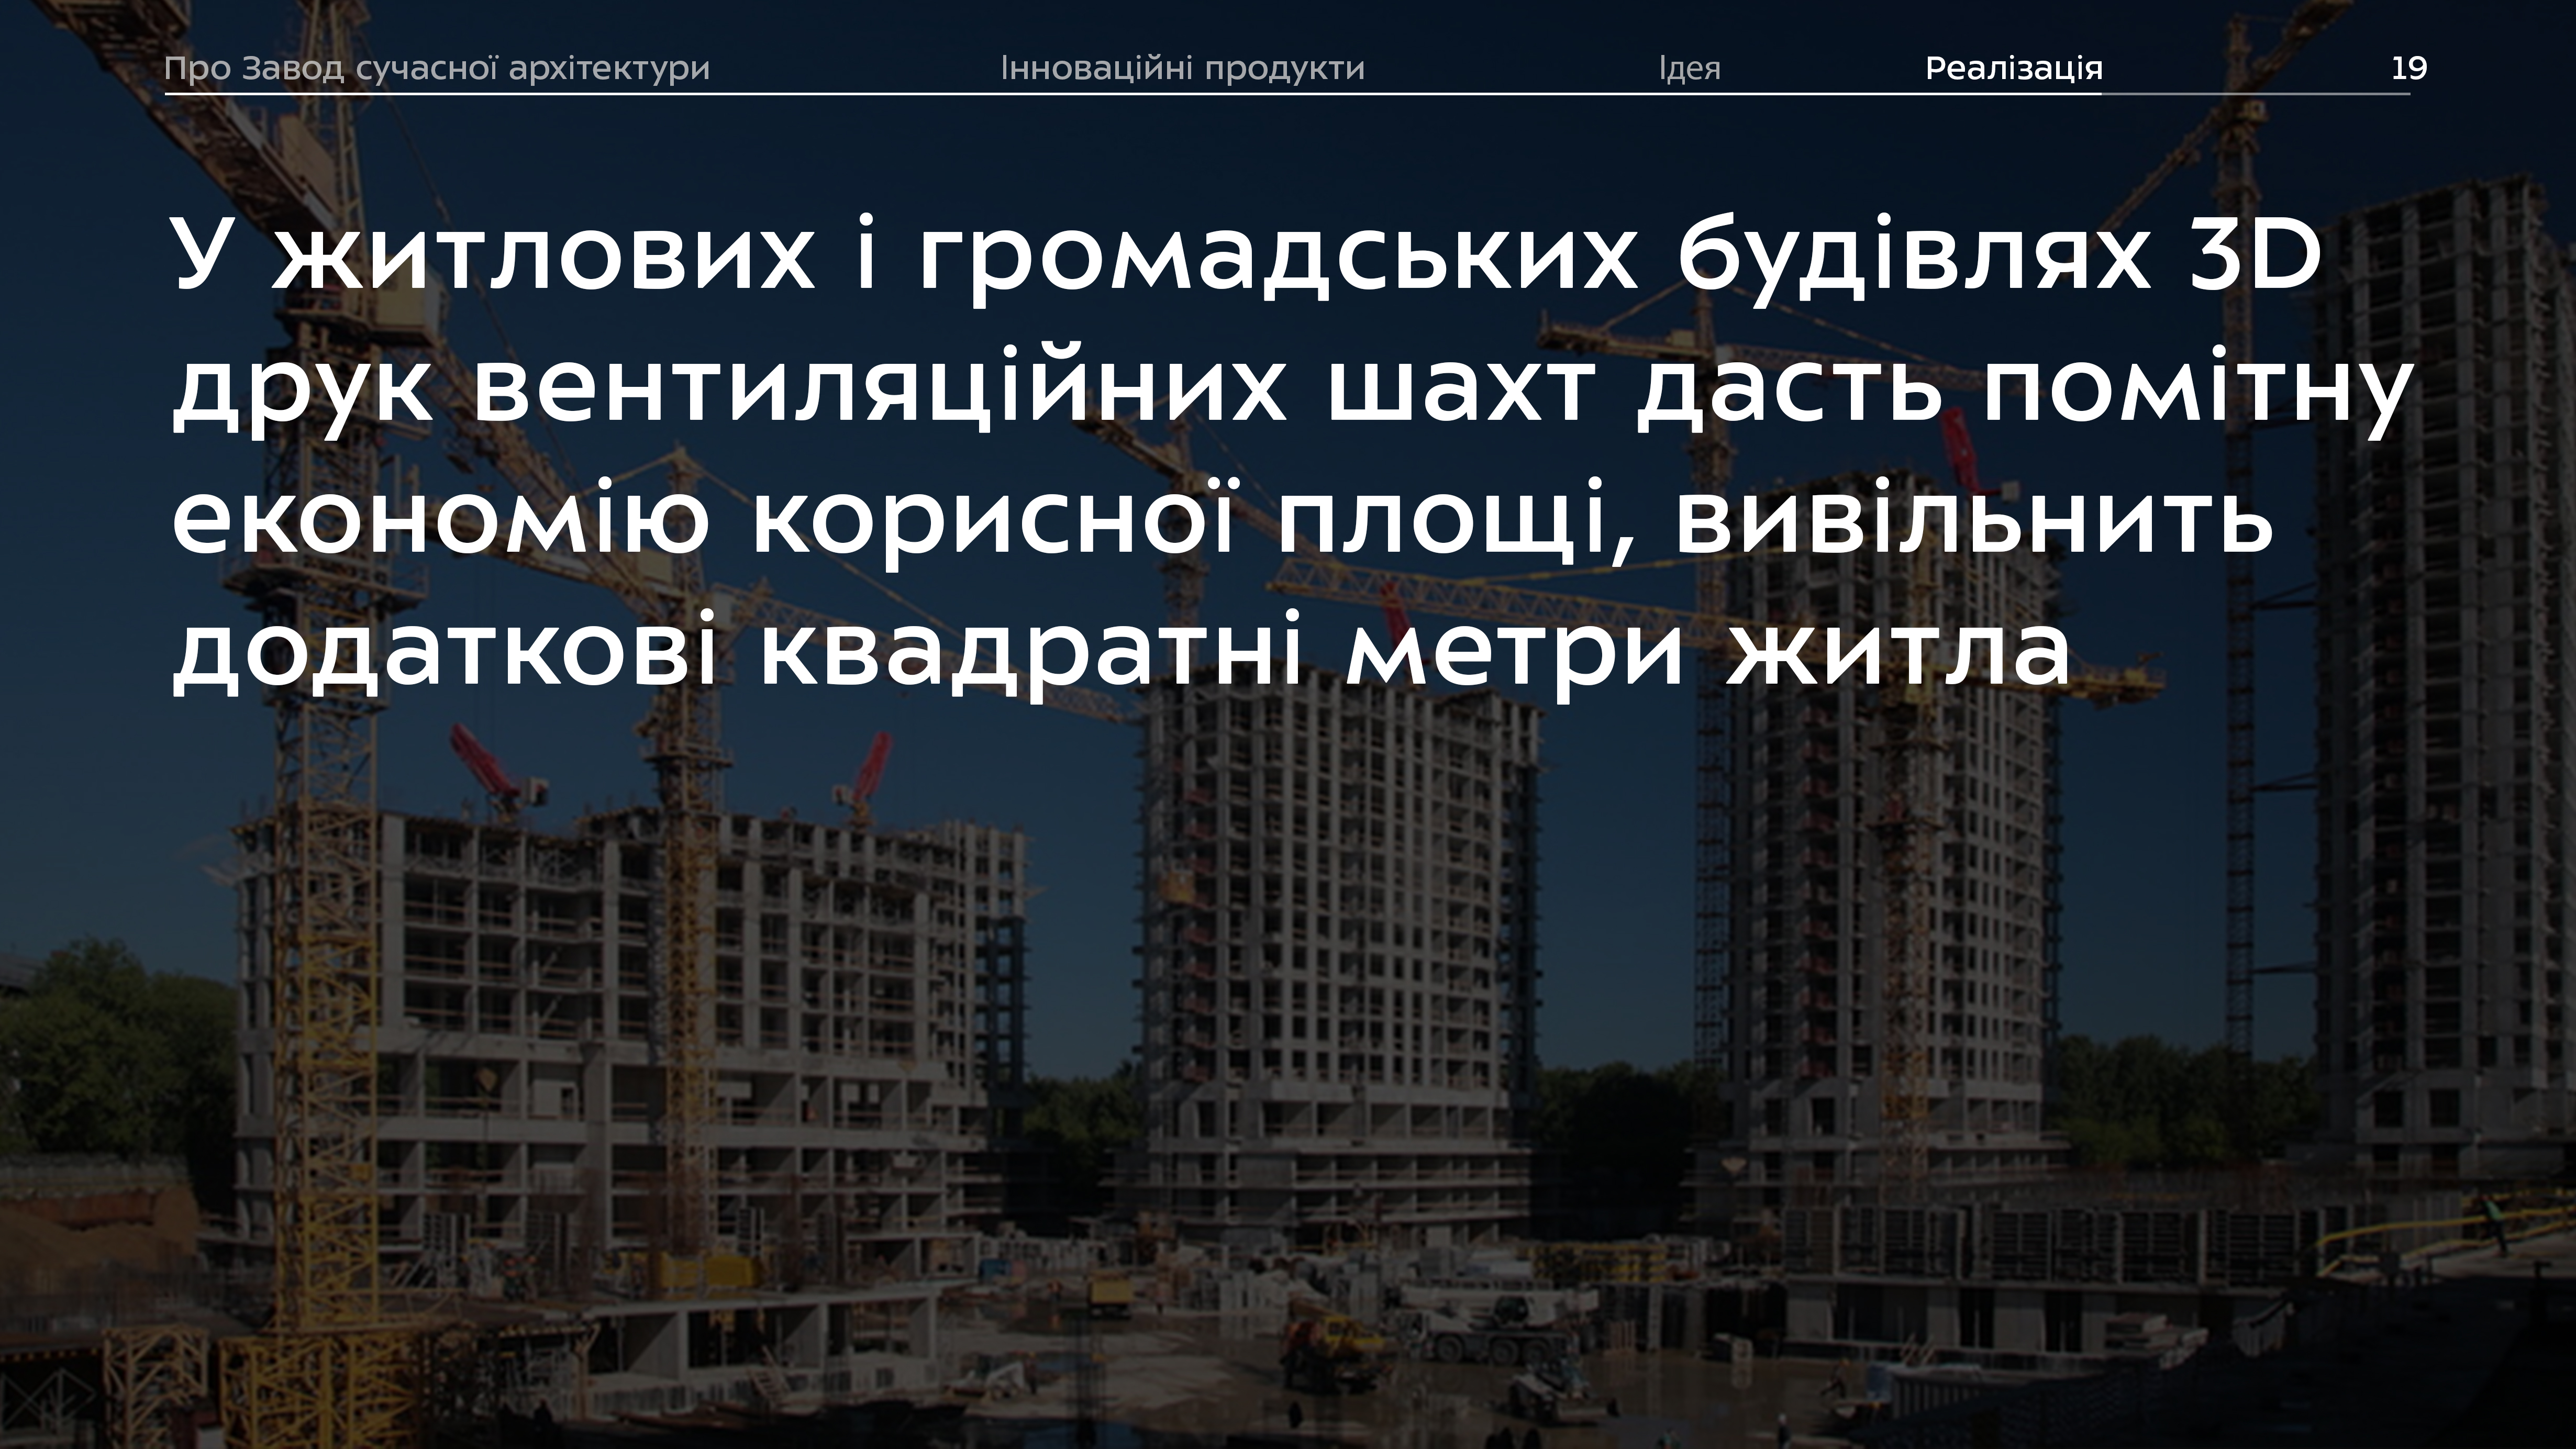 Про Завод сучасної архітектури Інноваційні продукти Ідея Реалізація 19
У житлових і громадських будівлях 3D
друк вентиляційних шахт дасть помітну
економію корисної площі, вивільнить
додаткові квадратні метри житла